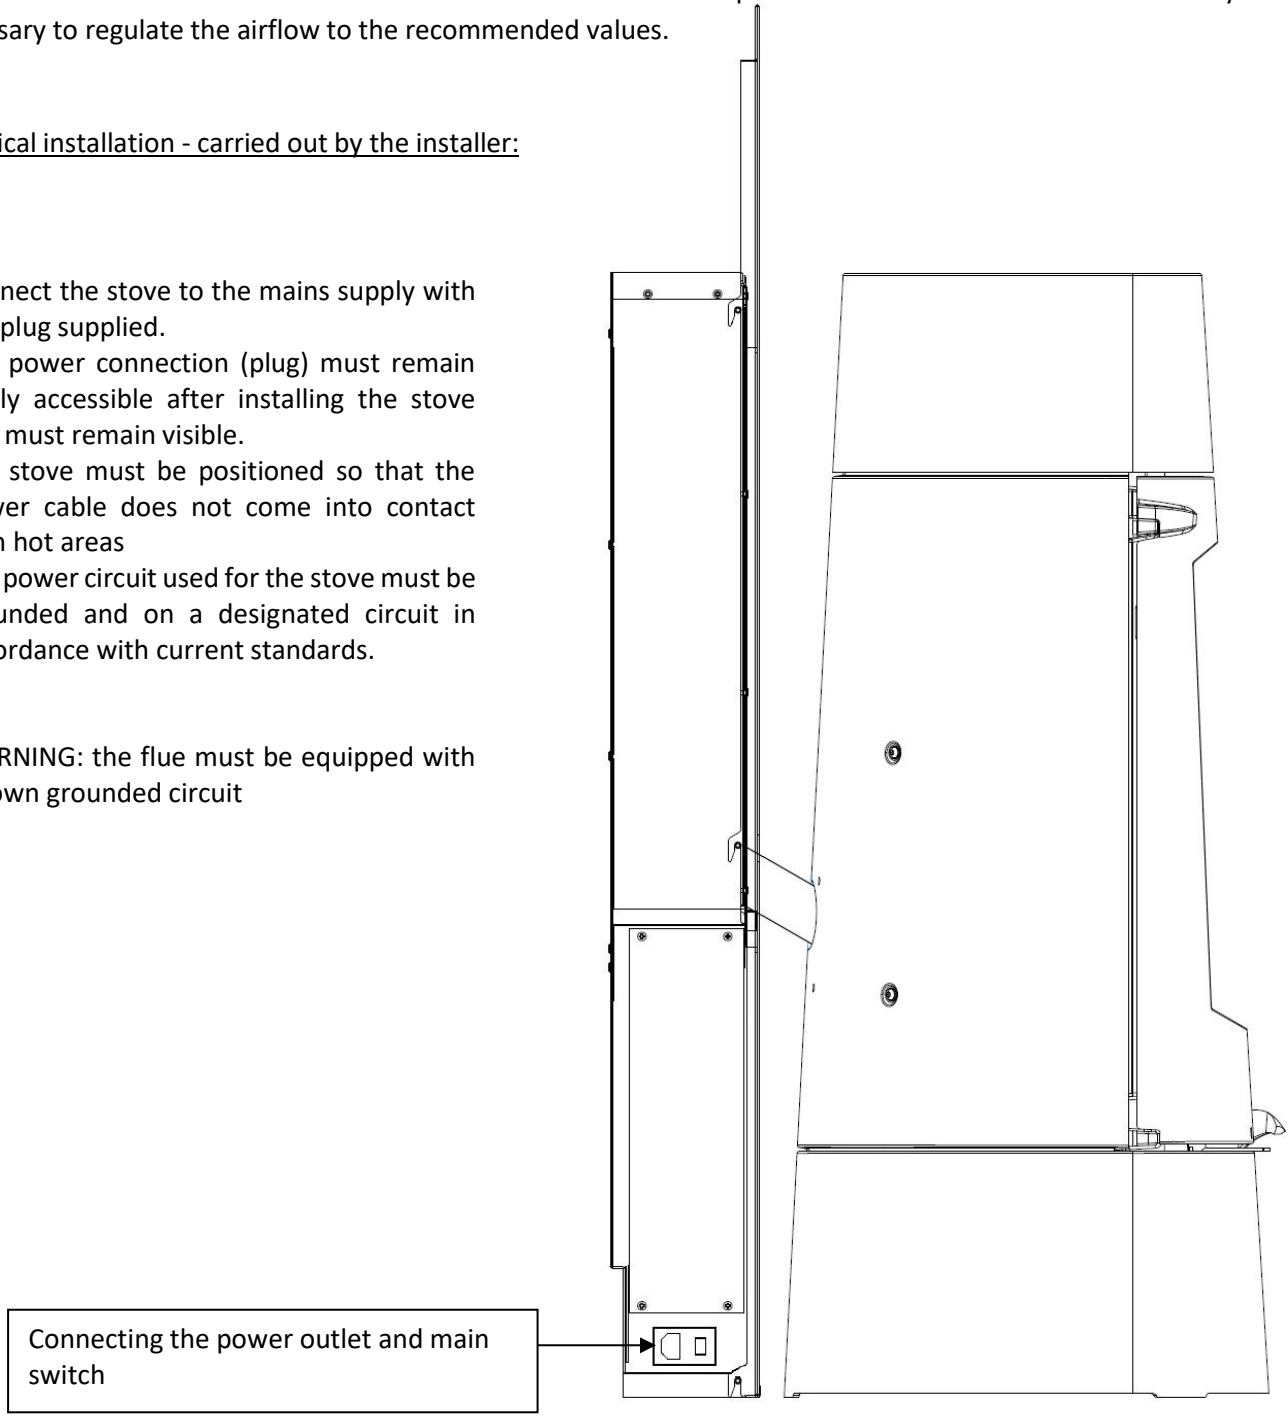 sary to regulate the airflow to the recommended values.
ical installation - carried out by the installer:
nect the stove to the mains supply with
plug supplied.
power connection (plug) must remain
ly accessible after installing the stove
must remain visible.
stove must be positioned so that the
er cable does not come into contact
n hot areas
power circuit used for the stove must be
unded and on a designated circuit in
ordance with current standards.
RNING: the flue must be equipped with
own grounded circuit
Connecting the power outlet and main
switch